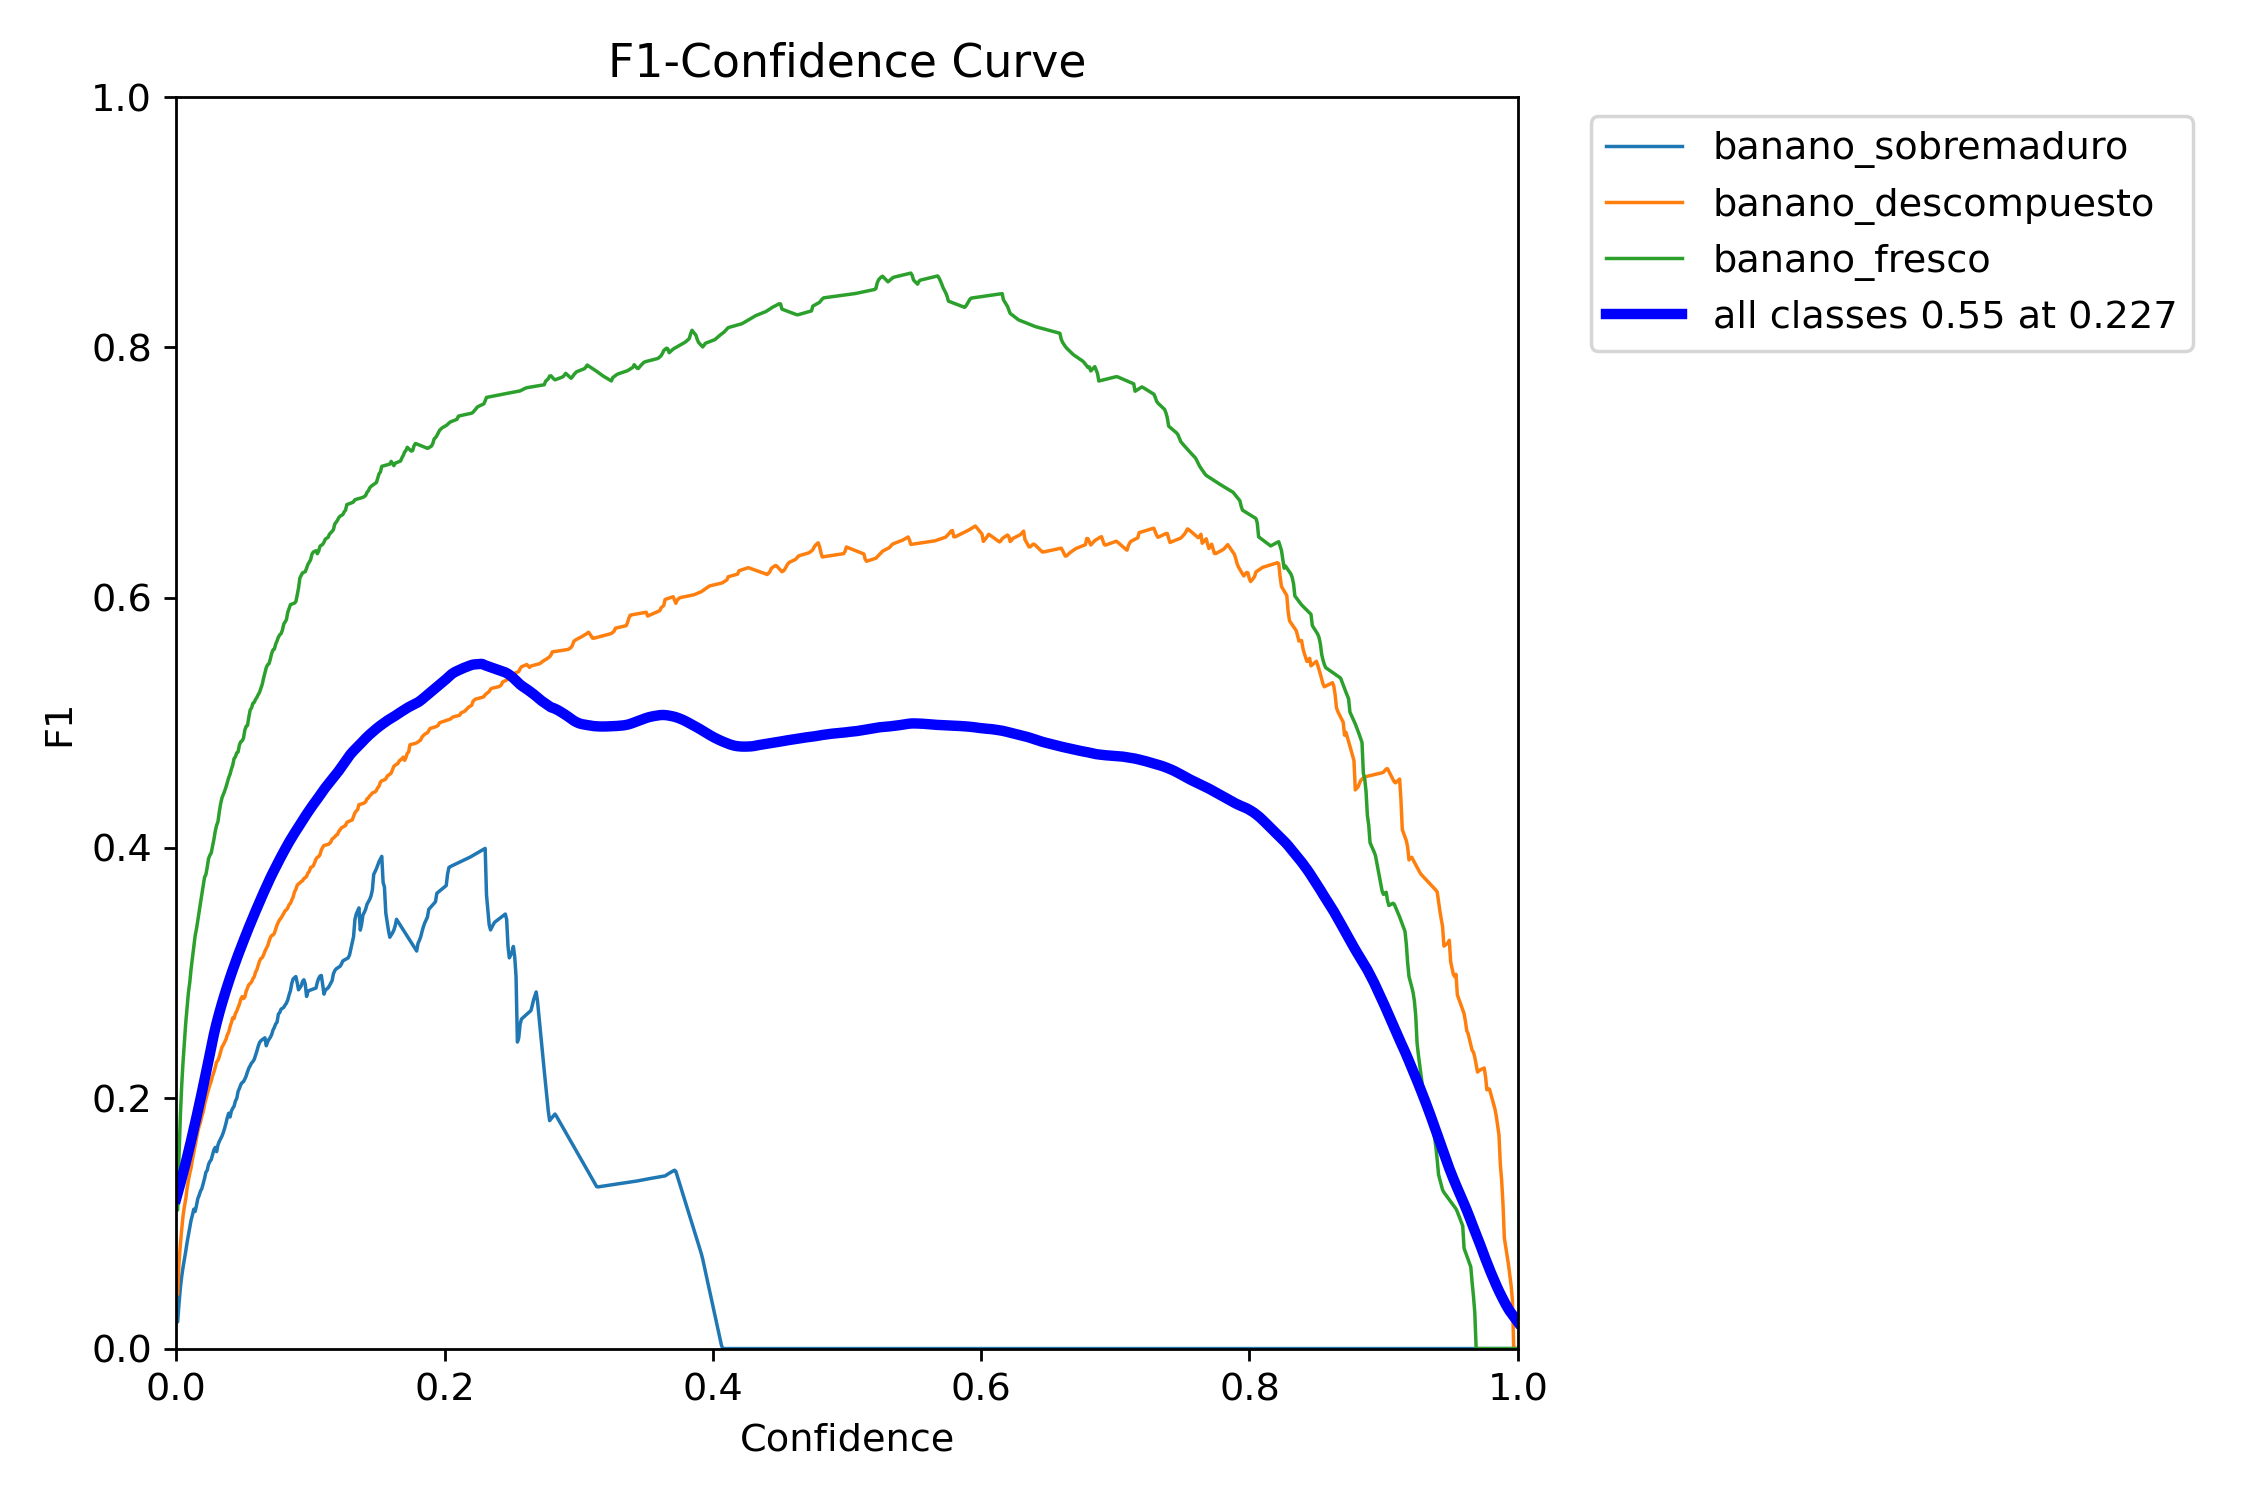 F1-Confidence Curve
1.0
0.8
0.6
0.4
0.2
0.0
F1
0.0 0.2 0.4 0.6 0.8 1.0
Confidence
banano_sobremaduro
banano_descompuesto
banano_fresco
all classes 0.55 at 0.227